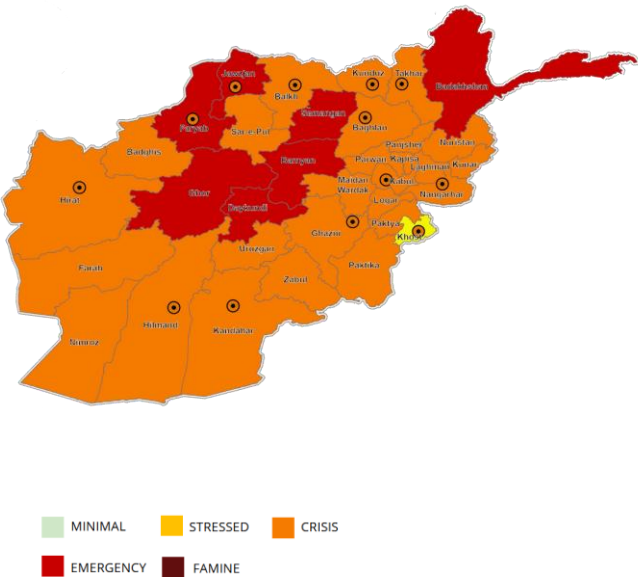 Jawzjan
Kunduz
Takhar
Badakhshan
Balkh
Samangan
Faryab
Sar-e-Pul
Baghlan
Badghis
Panjsher
Nuristan
Bamyan
Parwan
Kapisa
Laghman
Kunar
Ghor
Maidan
Wardak
Kabul
Nangarhar
Hirat
Daykundi
Logar
Paktya
Khost
Ghazni
Uruzgan
Farah
Zabul
Paktika
Hilmand
Kandahar
Nimroz
MINIMAL
STRESSED
CRISIS
EMERGENCY
FAMINE